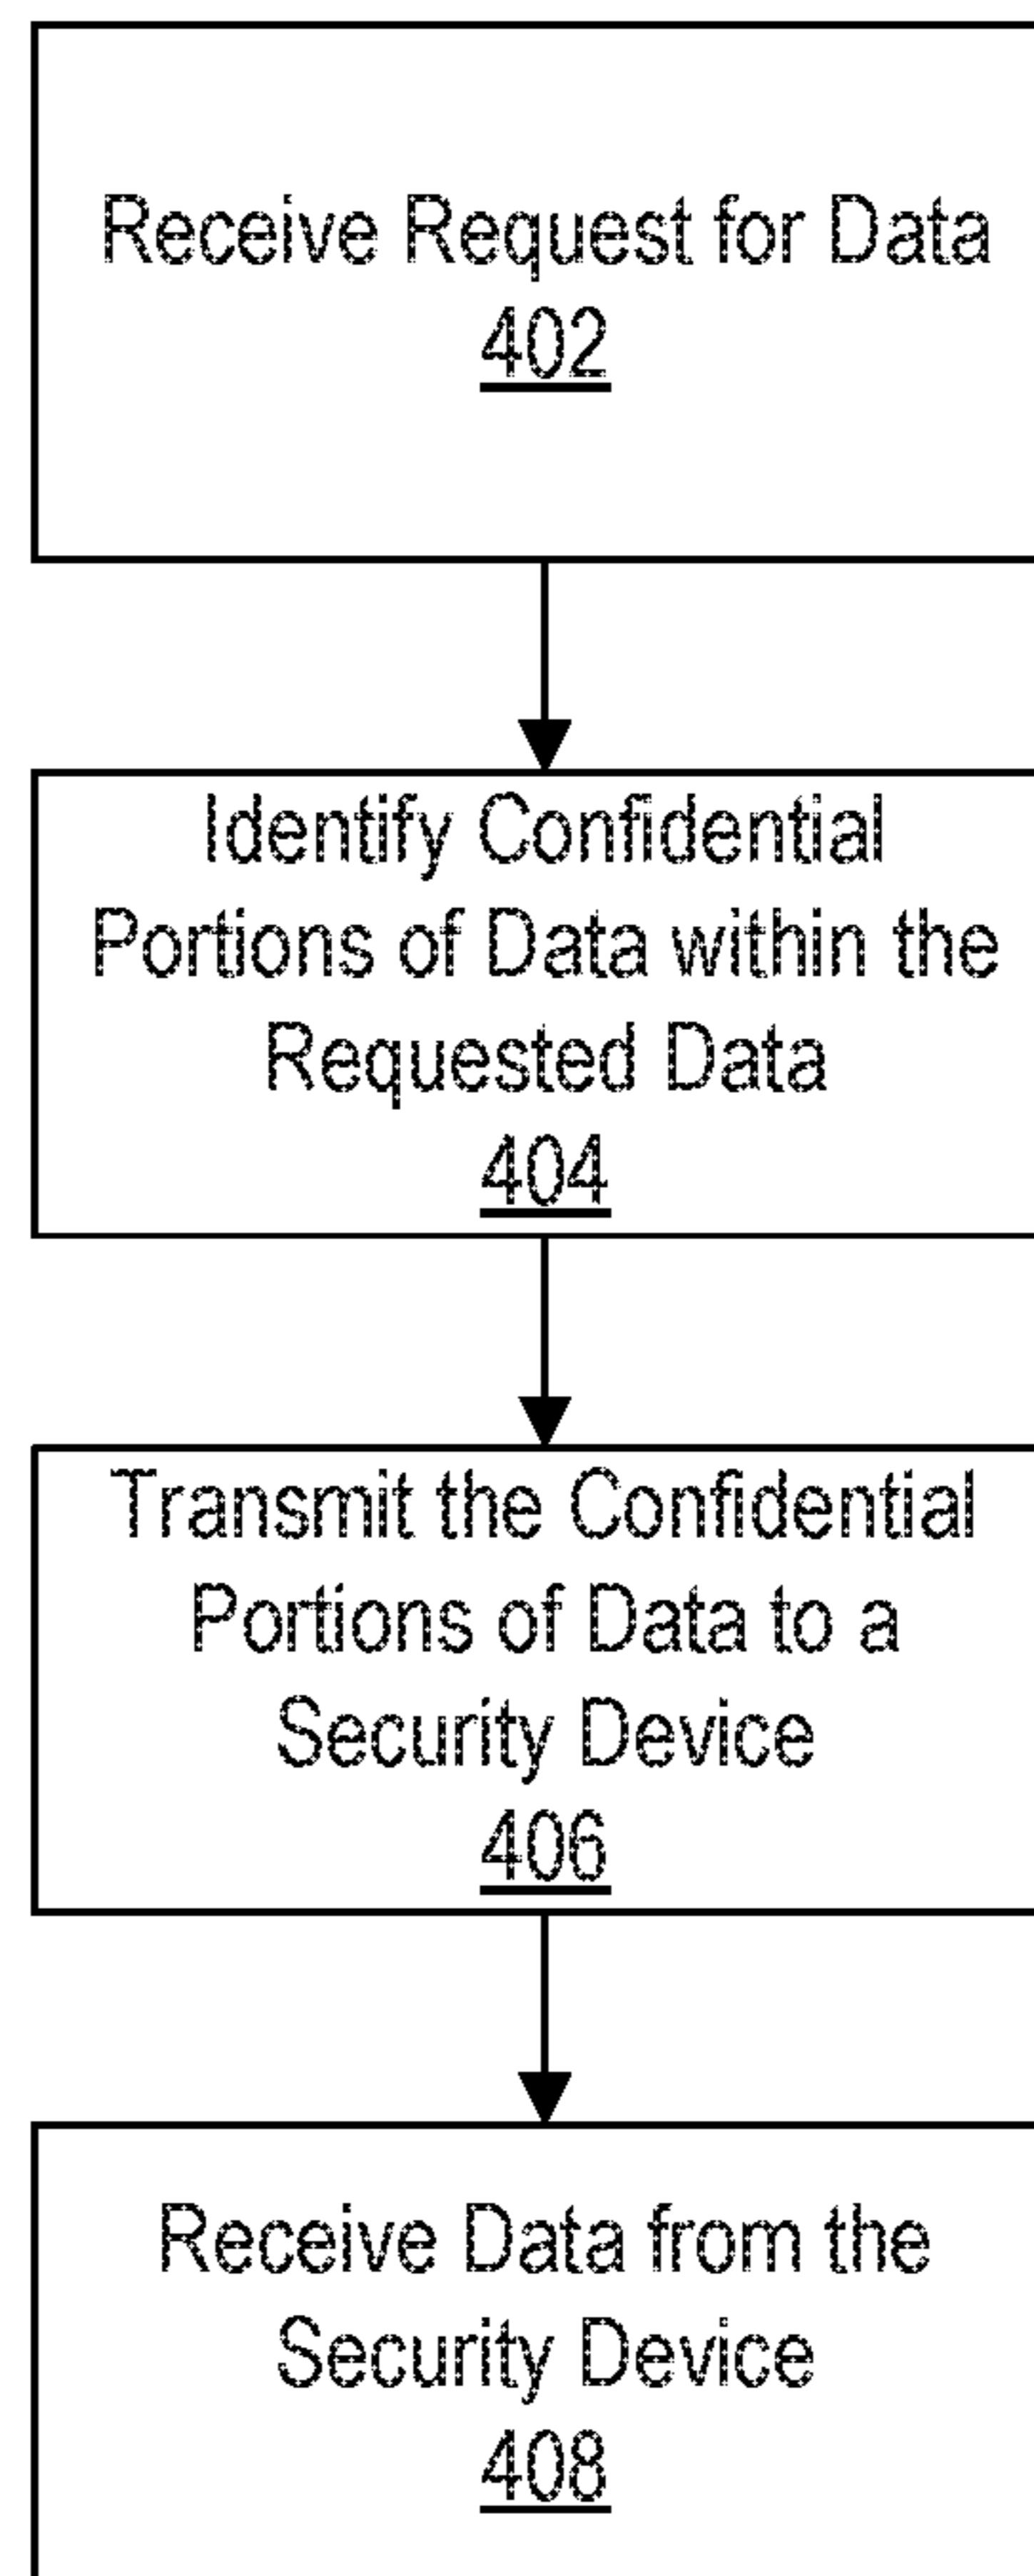 Receive Request for Data
402
Identify Confidential
Portions of Data within the
Requested Data
404
Transmit the Confidential
Portions of Data to a
Security Device
406
Receive Data from the
Security Device
408